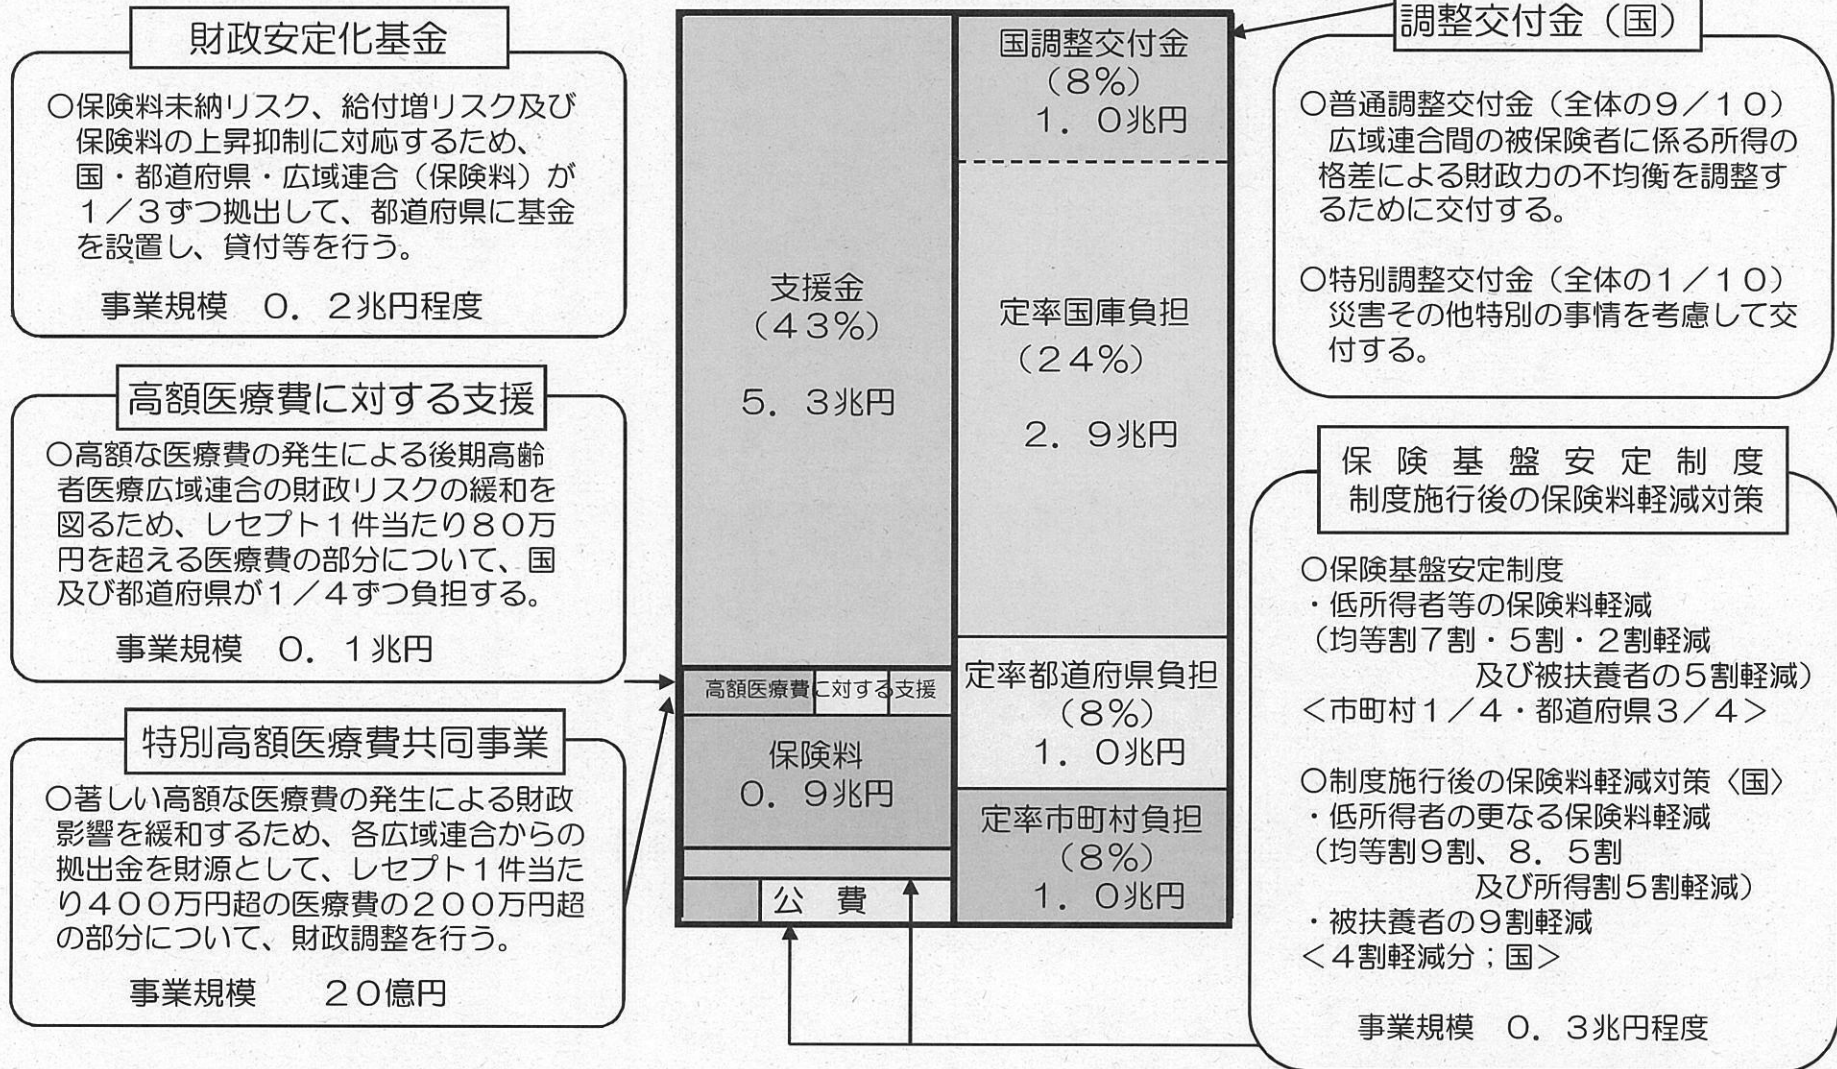 財政安定化基金
○保険料未納リスク、給付増リスク及び
保険料の上昇抑制に対応するため、
国・都道府県・広域連合（保険料）が
１／３ずつ拠出して、都道府県に基金
を設置し、貸付等を行う。
事業規模　０．２兆円程度
高額医療費に対する支援
○高額な医療費の発生による後期高齢
者医療広域連合の財政リスクの緩和を
図るため、レセプト１件当たり８０万
円を超える医療費の部分について、国
及び都道府県が１／４ずつ負担する。
事業規模　０．１兆円
特別高額医療費共同事業
○著しい高額な医療費の発生による財政
影響を緩和するため、各広域連合からの
拠出金を財源として、レセプト１件当た
り４００万円超の医療費の２００万円超
の部分について、財政調整を行う。
事業規模　　２０億円
支援金
（４３％）
５．３兆円
高額医療費に対する支援
保険料
０．９兆円
公　費
国調整交付金
（８％）
１．０兆円
定率国庫負担
（２４％）
２．９兆円
定率都道府県負担
（８％）
１．０兆円
定率市町村負担
（８％）
１．０兆円
調整交付金（国）
○普通調整交付金（全体の９／１０）
広域連合間の被保険者に係る所得の
格差による財政力の不均衡を調整す
るために交付する。
○特別調整交付金（全体の１／１０）
災害その他特別の事情を考慮して交
付する。
保　険　基　盤　安　定　制　度
制度施行後の保険料軽減対策
○保険基盤安定制度
・低所得者等の保険料軽減
（均等割７割・５割・２割軽減
及び被扶養者の５割軽減）
＜市町村１／４・都道府県３／４＞
○制度施行後の保険料軽減対策〈国〉
・低所得者の更なる保険料軽減
（均等割９割、８．５割
及び所得割５割軽減）
・被扶養者の９割軽減
＜４割軽減分；国＞
事業規模　０．３兆円程度